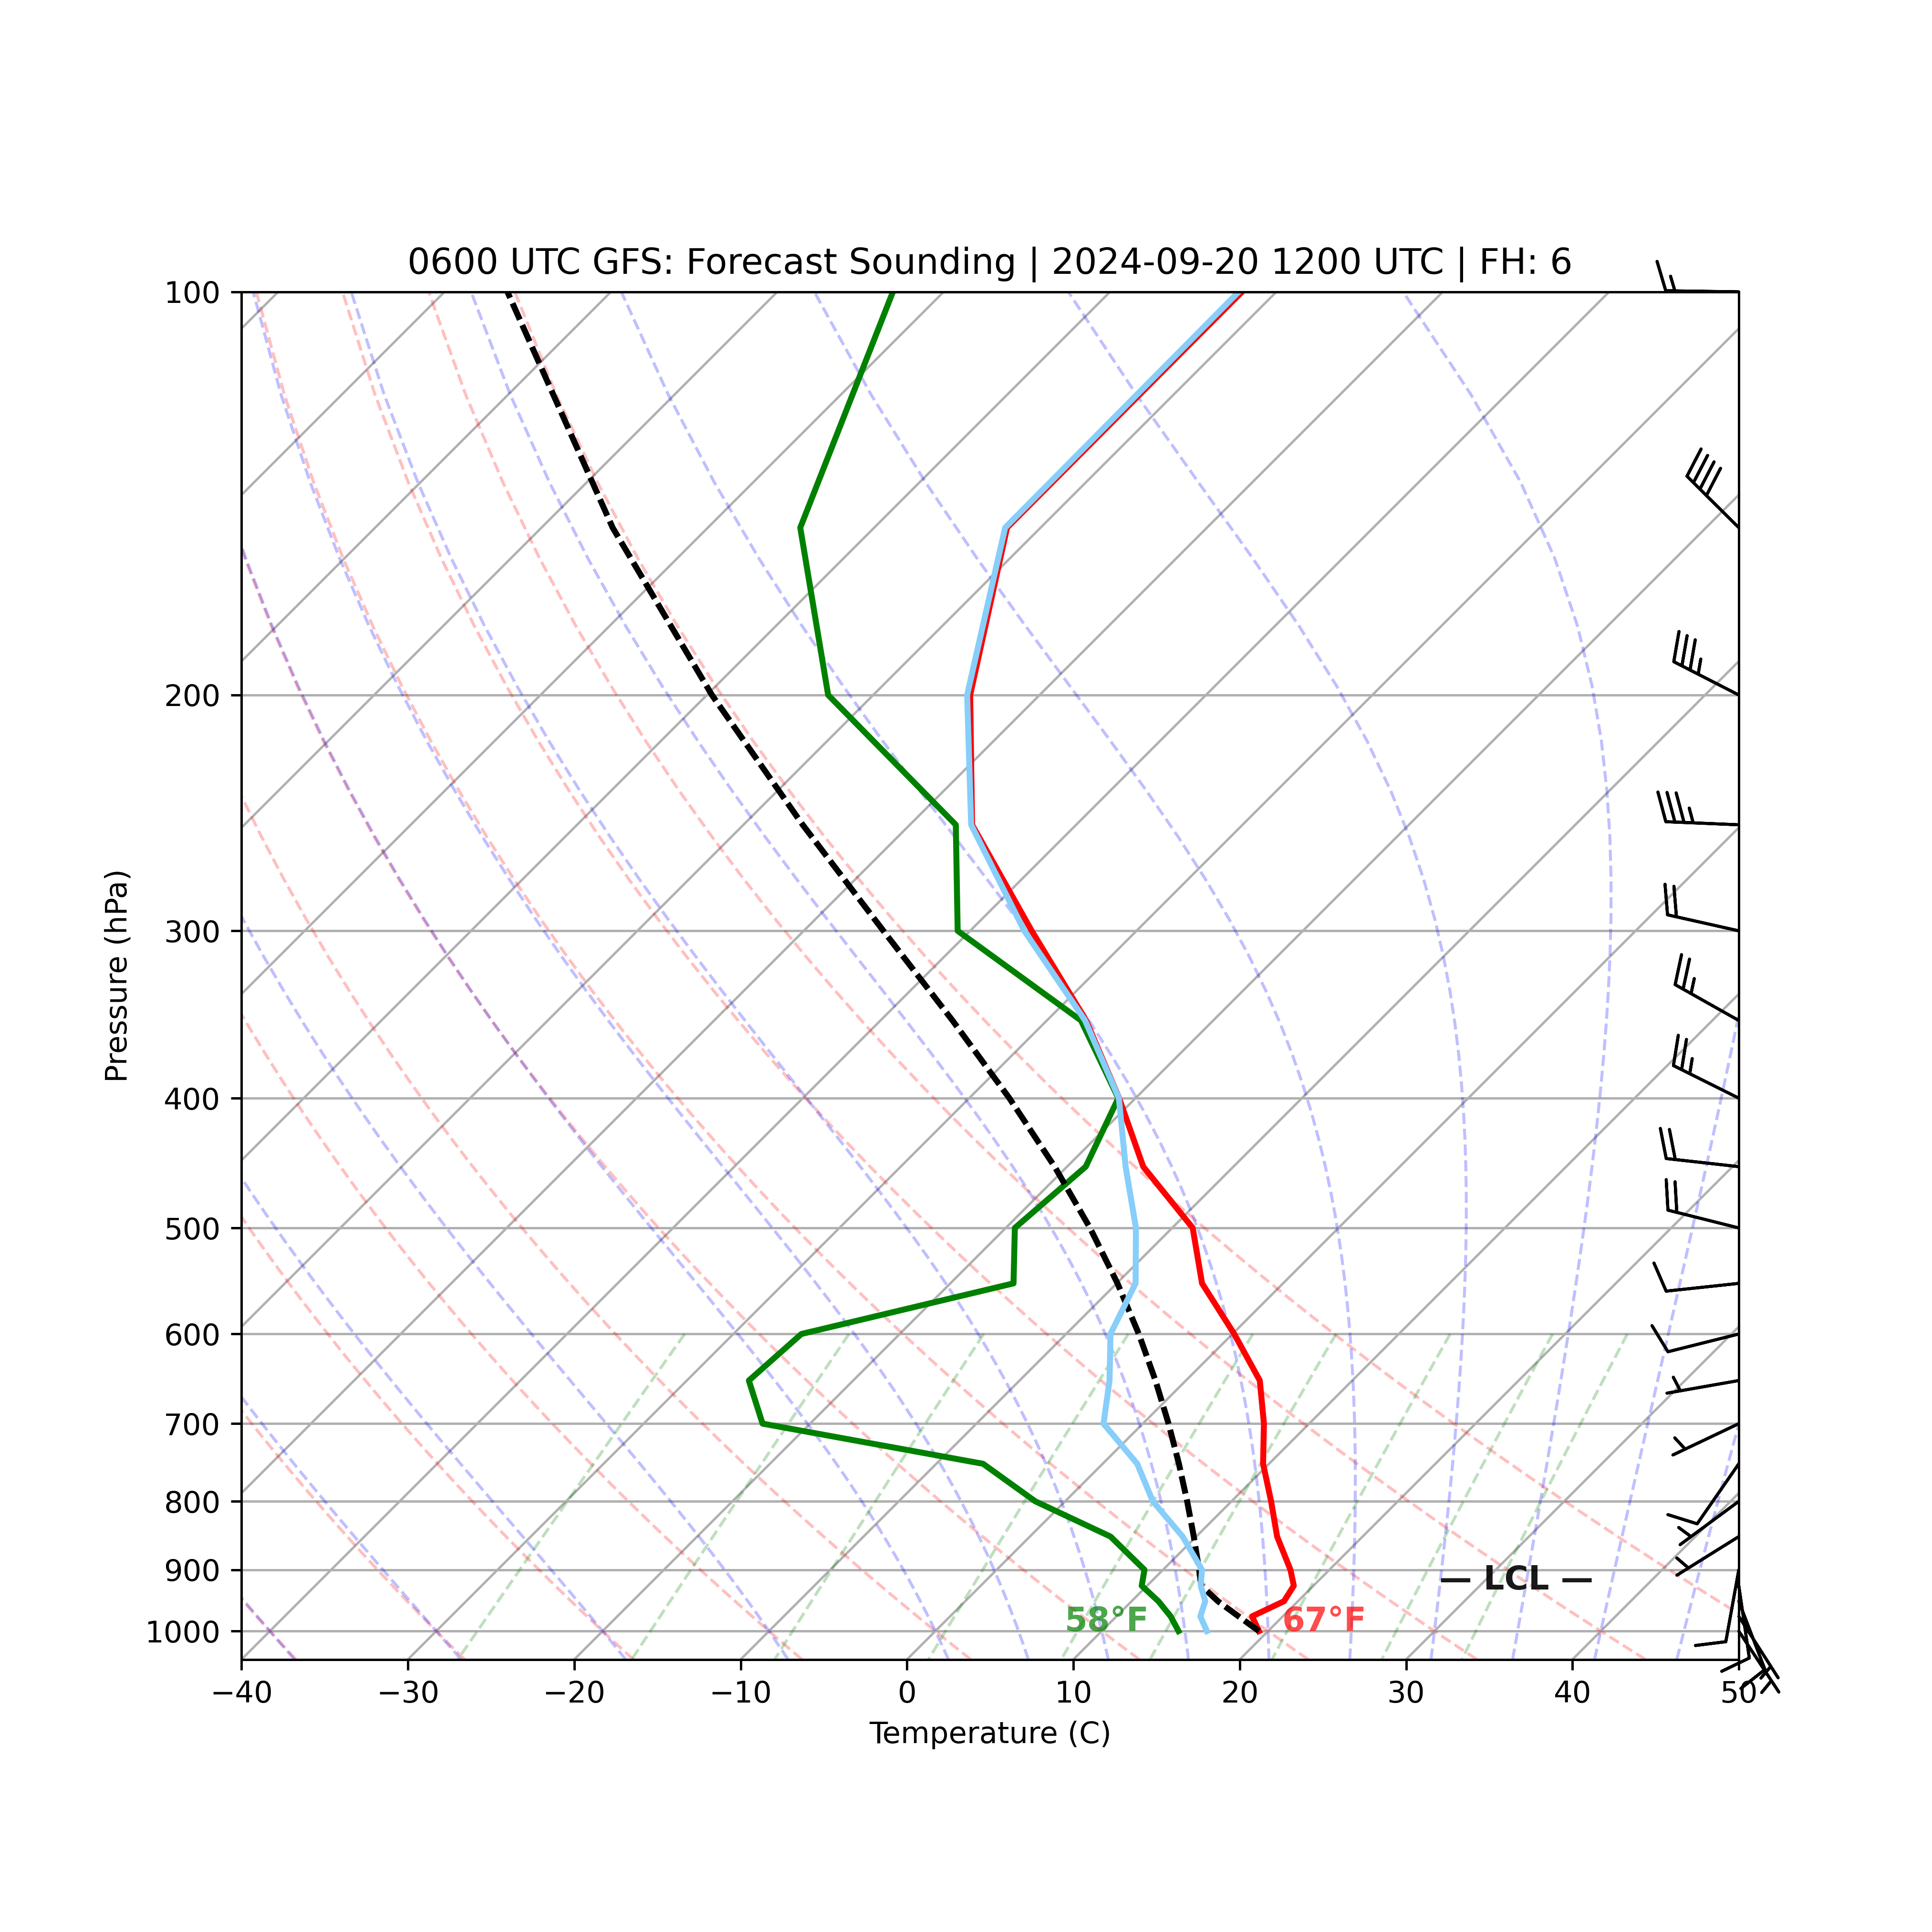 0600 UTC GFS: Forecast Sounding | 2024-09-20 1200 UTC | FH: 6
100
200
300
400
500
600
700
800
900
1000
Pressure (hPa)
— LCL —
58°F
67°F
−40 −30 −20 −10 0 10 20 30 40 50
Temperature (C)